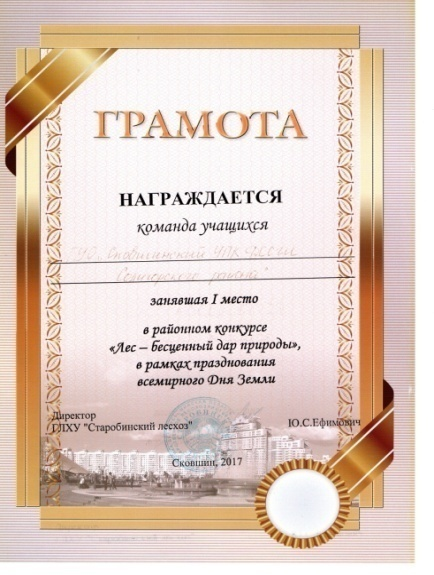 ГРАМОТА
НАГРАЖДАЕТСЯ
команда учащихся
занявшая I место
в районном конкурсе
«Лес – бесценный дар природы»,
в рамках празднования
всемирного Дня Земли
Директор
ГЛХУ "Старобинский лесхоз" Ю.С.Ефимович
Сковшин, 2017